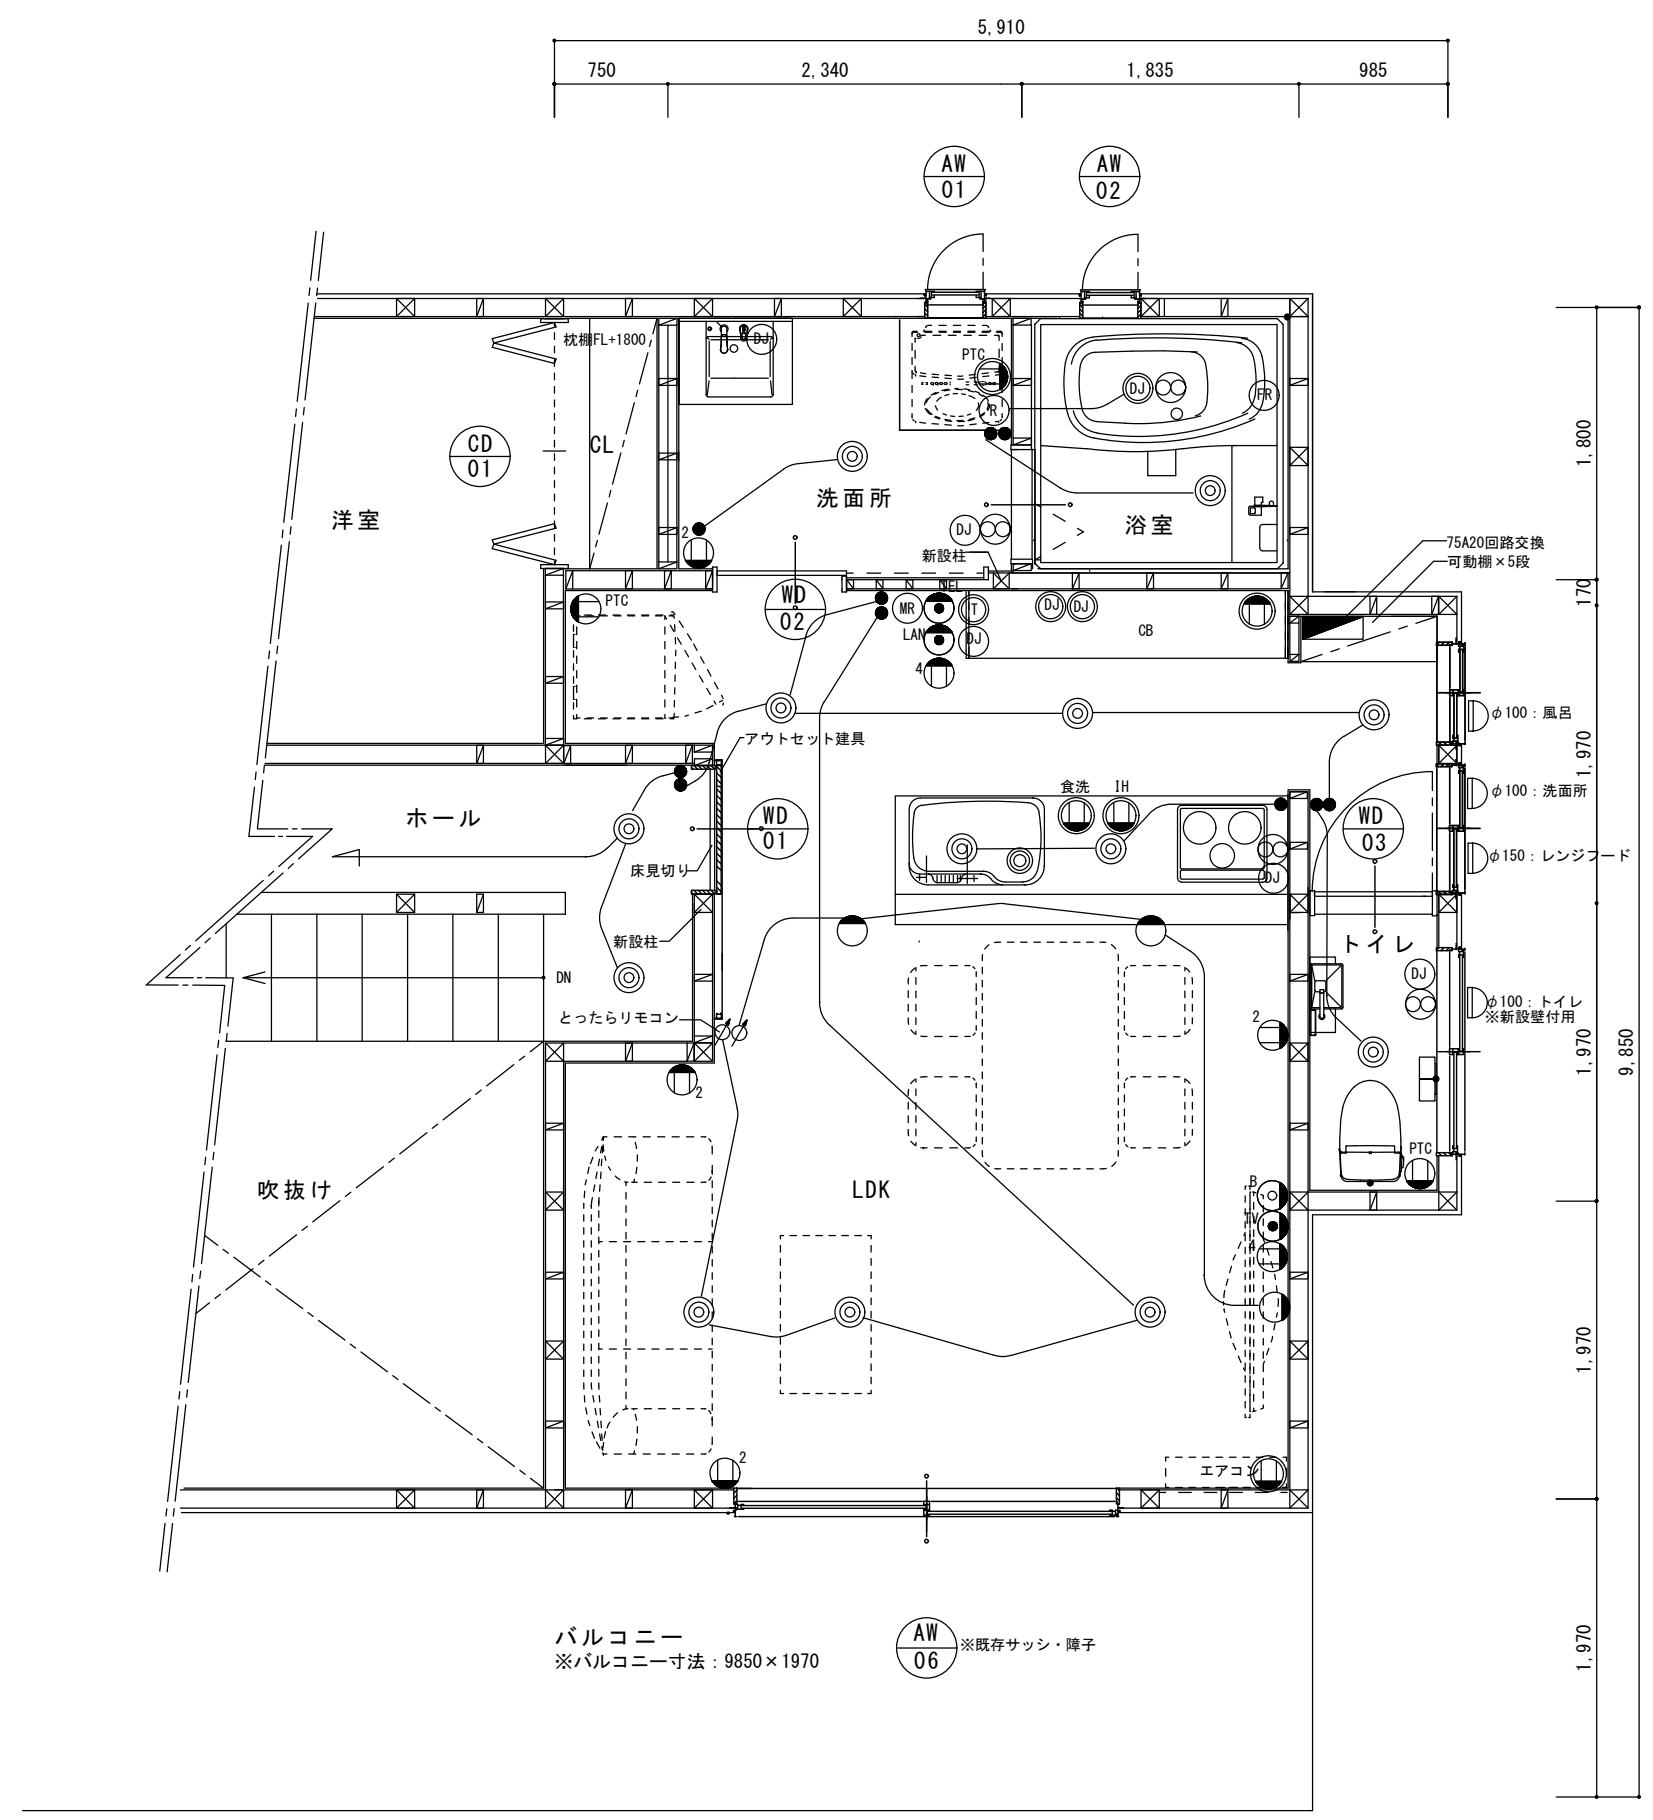 5,910
750
2,340
1,835
985
AW
01
AW
02
枕棚FL+1800
DJ
PTC
R
DJ
FR
CD
01
CL
洋室
洗面所
浴室
2
DJ
新設柱
75A20回路交換
可動棚×5段
1,800
170
PTC
WD
02
MR
TEL
T
DJ
DJ
LAN
DJ
4
CB
φ100：風呂
アウトセット建具
1,970
ホール
WD
01
食洗
IH
WD
03
φ100：洗面所
φ150：レンジフード
床見切り
DJ
新設柱
DN
トイレ
DJ
とったらリモコン
2
φ100：トイレ
※新設壁付用
1,970
9,850
2
PTC
吹抜け
LDK
B
TV
4
1,970
2
エアコン
バルコニー
※バルコニー寸法：9850×1970
AW
06
※既存サッシ・障子
1,970